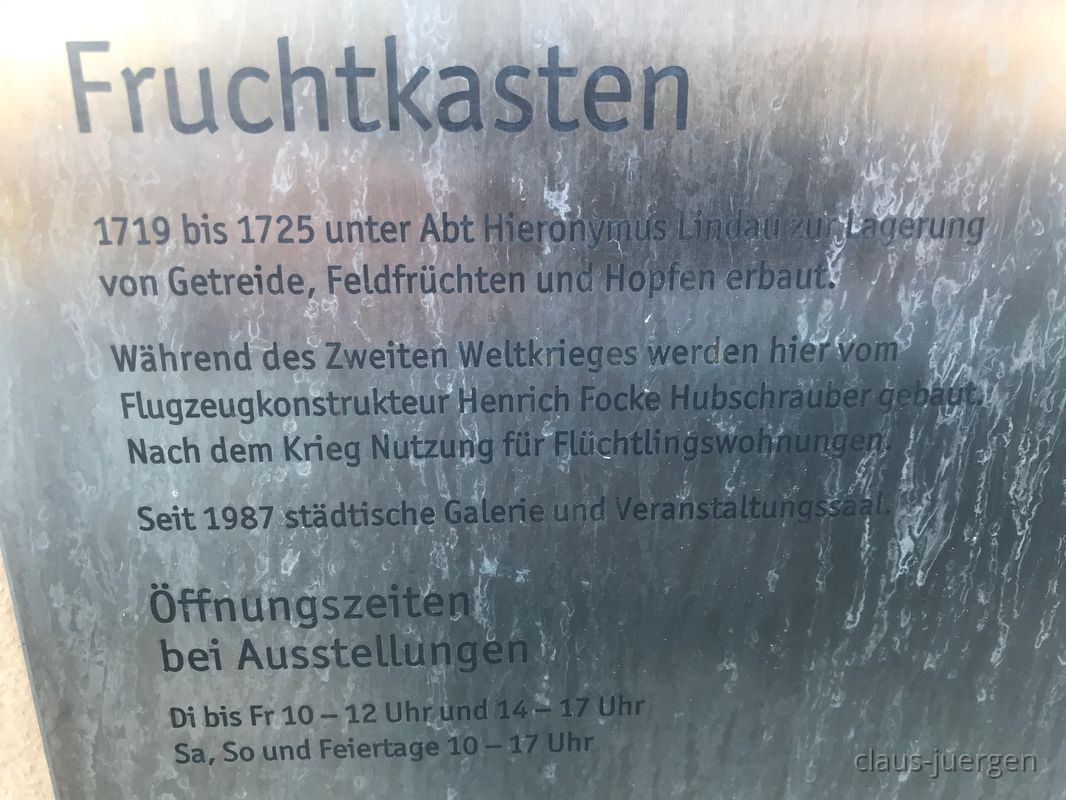 Fruchtkasten
1719 bis 1725 unter Abt Hieronymus Lindau zur Lagerung
von Getreide, Feldfrüchten und Hopfen erbaut.
Während des Zweiten Weltkrieges werden hier vom
Flugzeugkonstrukteur Henrich Focke Hubschrauber gebaut.
Nach dem Krieg Nutzung für Flüchtlingswohnungen.
Seit 1987 städtische Galerie und Veranstaltungssaal.
Öffnungszeiten
bei Ausstellungen
Di bis Fr 10 – 12 Uhr und 14 – 17 Uhr
Sa, So und Feiertage 10 – 17 Uhr
claus-juergen